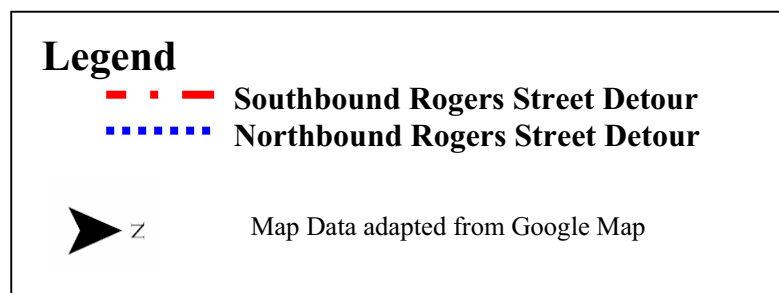 Legend
Southbound Rogers Street Detour
Northbound Rogers Street Detour
N
Map Data adapted from Google Map